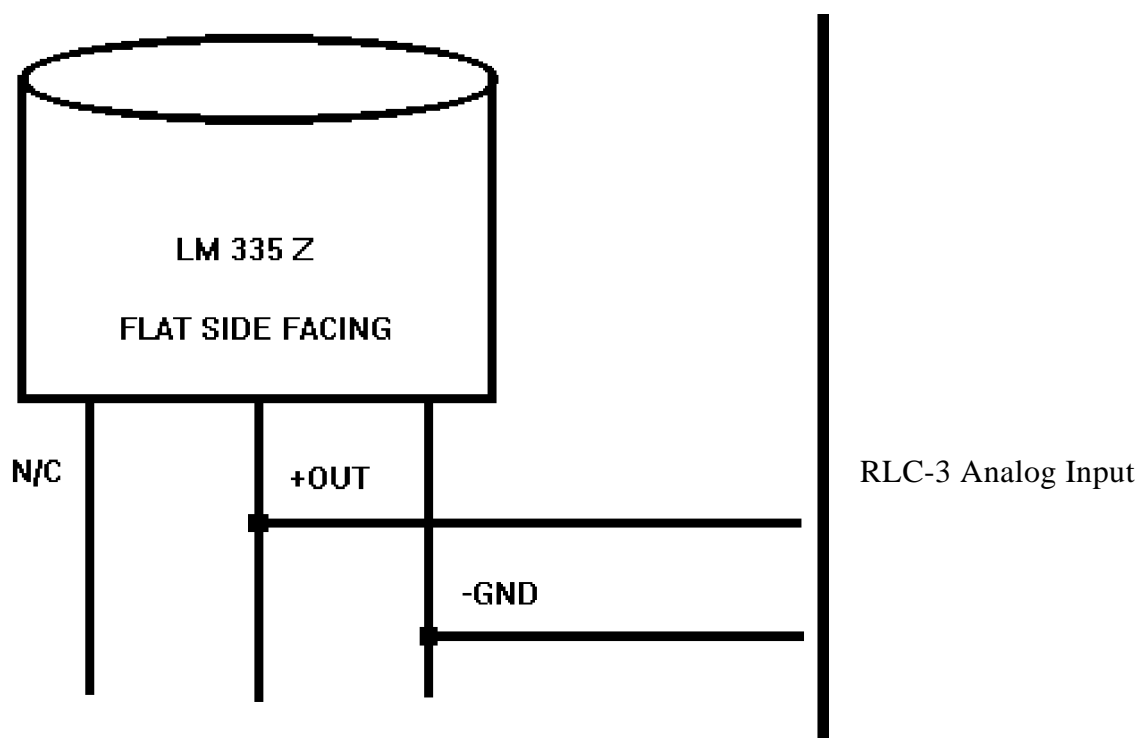 LM 335 Z
FLAT SIDE FACING
N/C
+OUT
RLC-3 Analog Input
-GND